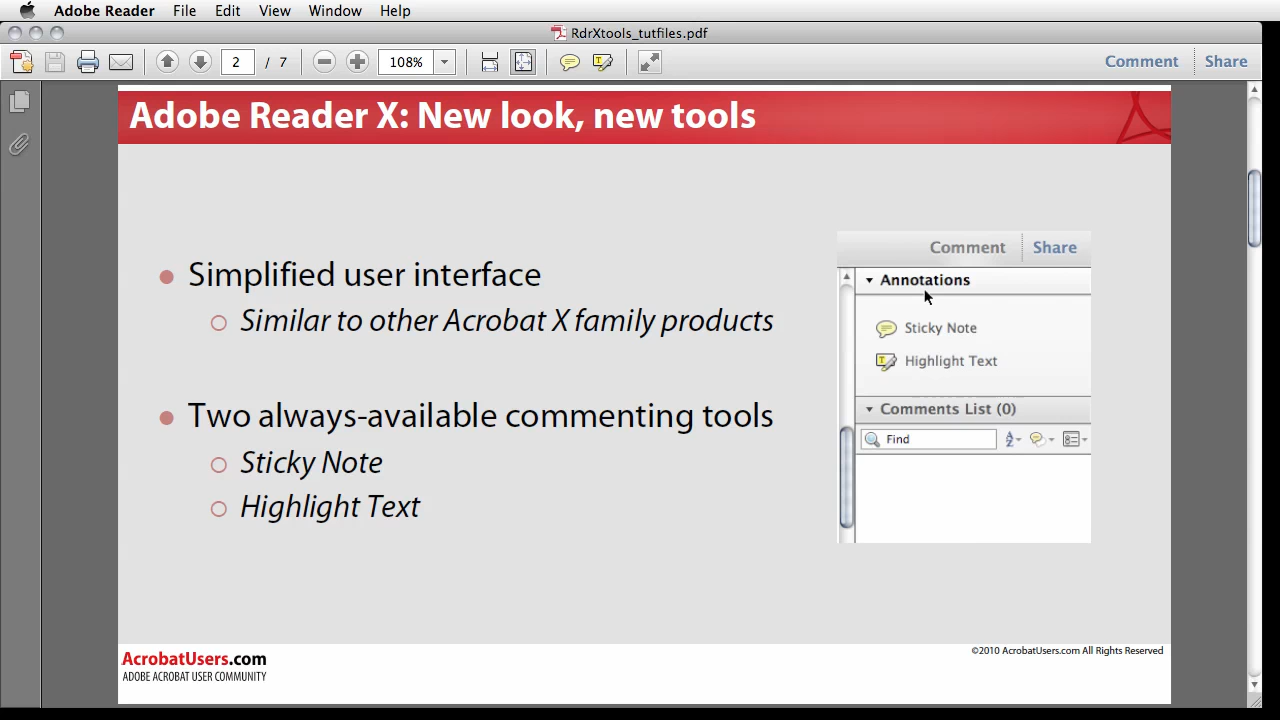 Adobe Reader File Edit View Window Help
RdrXtools_tutfiles.pdf
2 / 7 108% Comment Share
Adobe Reader X: New look, new tools
Simplified user interface
Similar to other Acrobat X family products
Two always-available commenting tools
Sticky Note
Highlight Text
Comment Share
Annotations
Sticky Note
Highlight Text
Comments List (0)
Find
AcrobatUsers.com
ADOBE ACROBAT USER COMMUNITY
©2010 AcrobatUsers.com All Rights Reserved